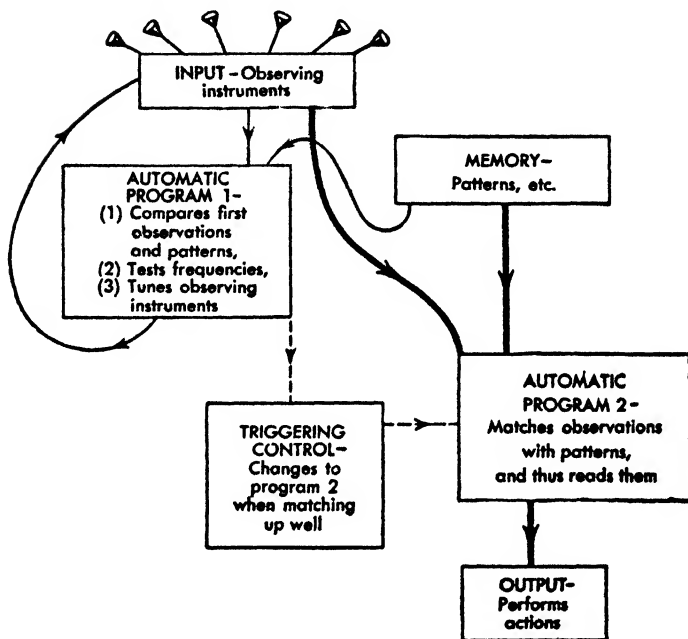 INPUT – Observing
instruments
MEMORY–
Patterns, etc.
AUTOMATIC
PROGRAM 1–
(1) Compares first
observations
and patterns,
(2) Tests frequencies,
(3) Tunes observing
instruments
AUTOMATIC
PROGRAM 2–
Matches observations
with patterns,
and thus reads them
TRIGGERING
CONTROL–
Changes to
program 2
when matching
up well
OUTPUT–
Performs
actions